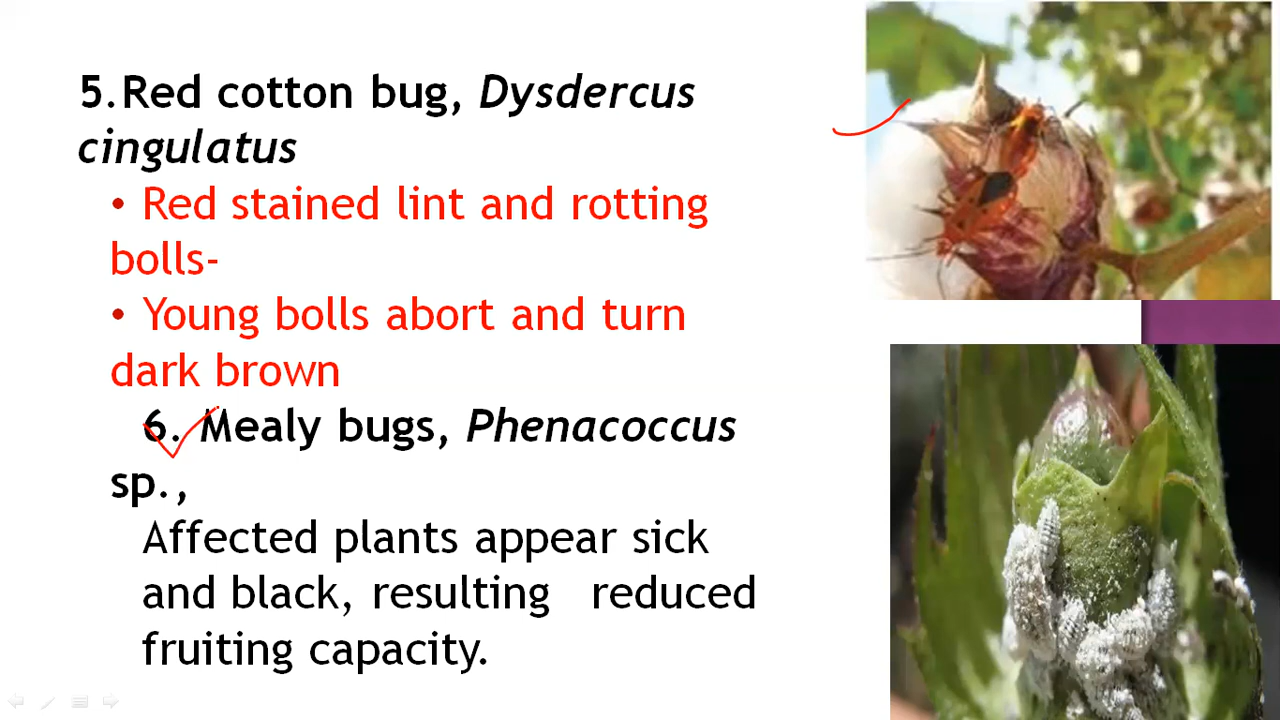 5.Red cotton bug, Dysdercus
cingulatus
• Red stained lint and rotting
bolls-
• Young bolls abort and turn
dark brown
6. Mealy bugs, Phenacoccus
sp.,
Affected plants appear sick
and black, resulting reduced
fruiting capacity.